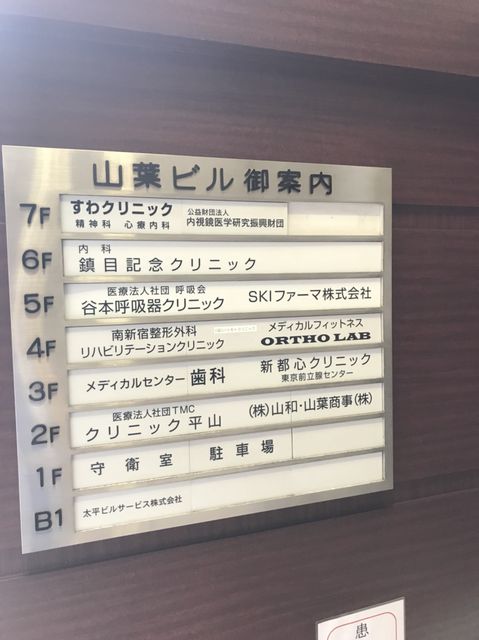 山葉ビル 御案内
7F すわクリニック 精神科 心療内科 公益財団法人 内視鏡医学研究振興財団
6F 内科 鎮目記念クリニック
5F 医療法人社団 呼吸会 谷本呼吸器クリニック SKIファーマ株式会社
4F 南新宿整形外科 リハビリテーションクリニック メディカルフィットネス ORTHO LAB
3F メディカルセンター 歯科 新都心クリニック 東京前立腺センター
2F 医療法人社団TMC クリニック平山 (株)山和・山葉商事(株)
1F 守衛室 駐車場
B1 太平ビルサービス株式会社
患